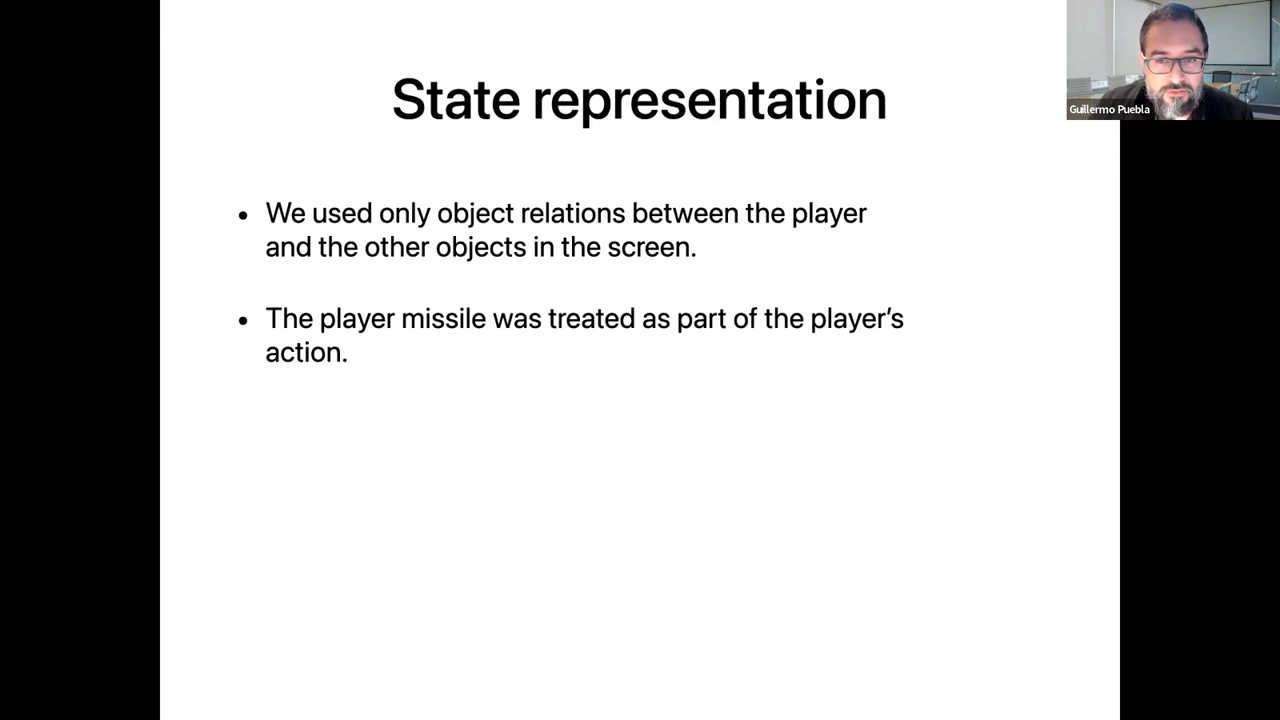 State representation
Guillermo Puebla
• We used only object relations between the player
and the other objects in the screen.
• The player missile was treated as part of the player’s
action.